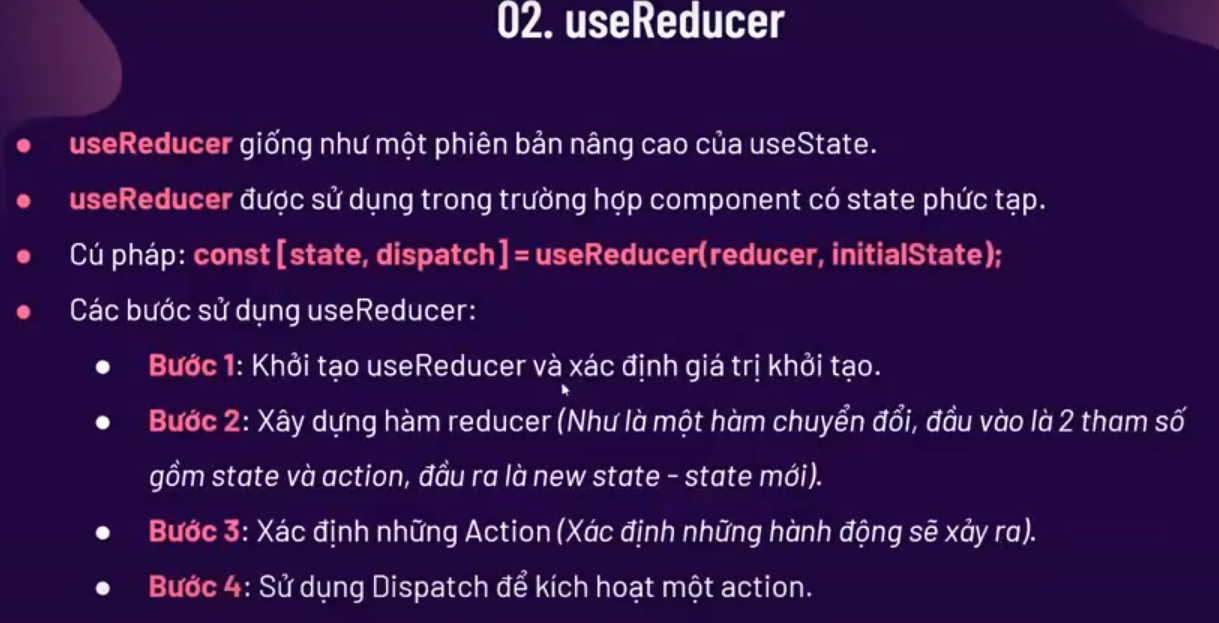 02. useReducer
useReducer giống như một phiên bản nâng cao của useState.
useReducer được sử dụng trong trường hợp component có state phức tạp.
Cú pháp: const [state, dispatch] = useReducer(reducer, initialState);
Các bước sử dụng useReducer:
Bước 1: Khởi tạo useReducer và xác định giá trị khởi tạo.
Bước 2: Xây dựng hàm reducer (Như là một hàm chuyển đổi, đầu vào là 2 tham số
gồm state và action, đầu ra là new state - state mới).
Bước 3: Xác định những Action (Xác định những hành động sẽ xảy ra).
Bước 4: Sử dụng Dispatch để kích hoạt một action.